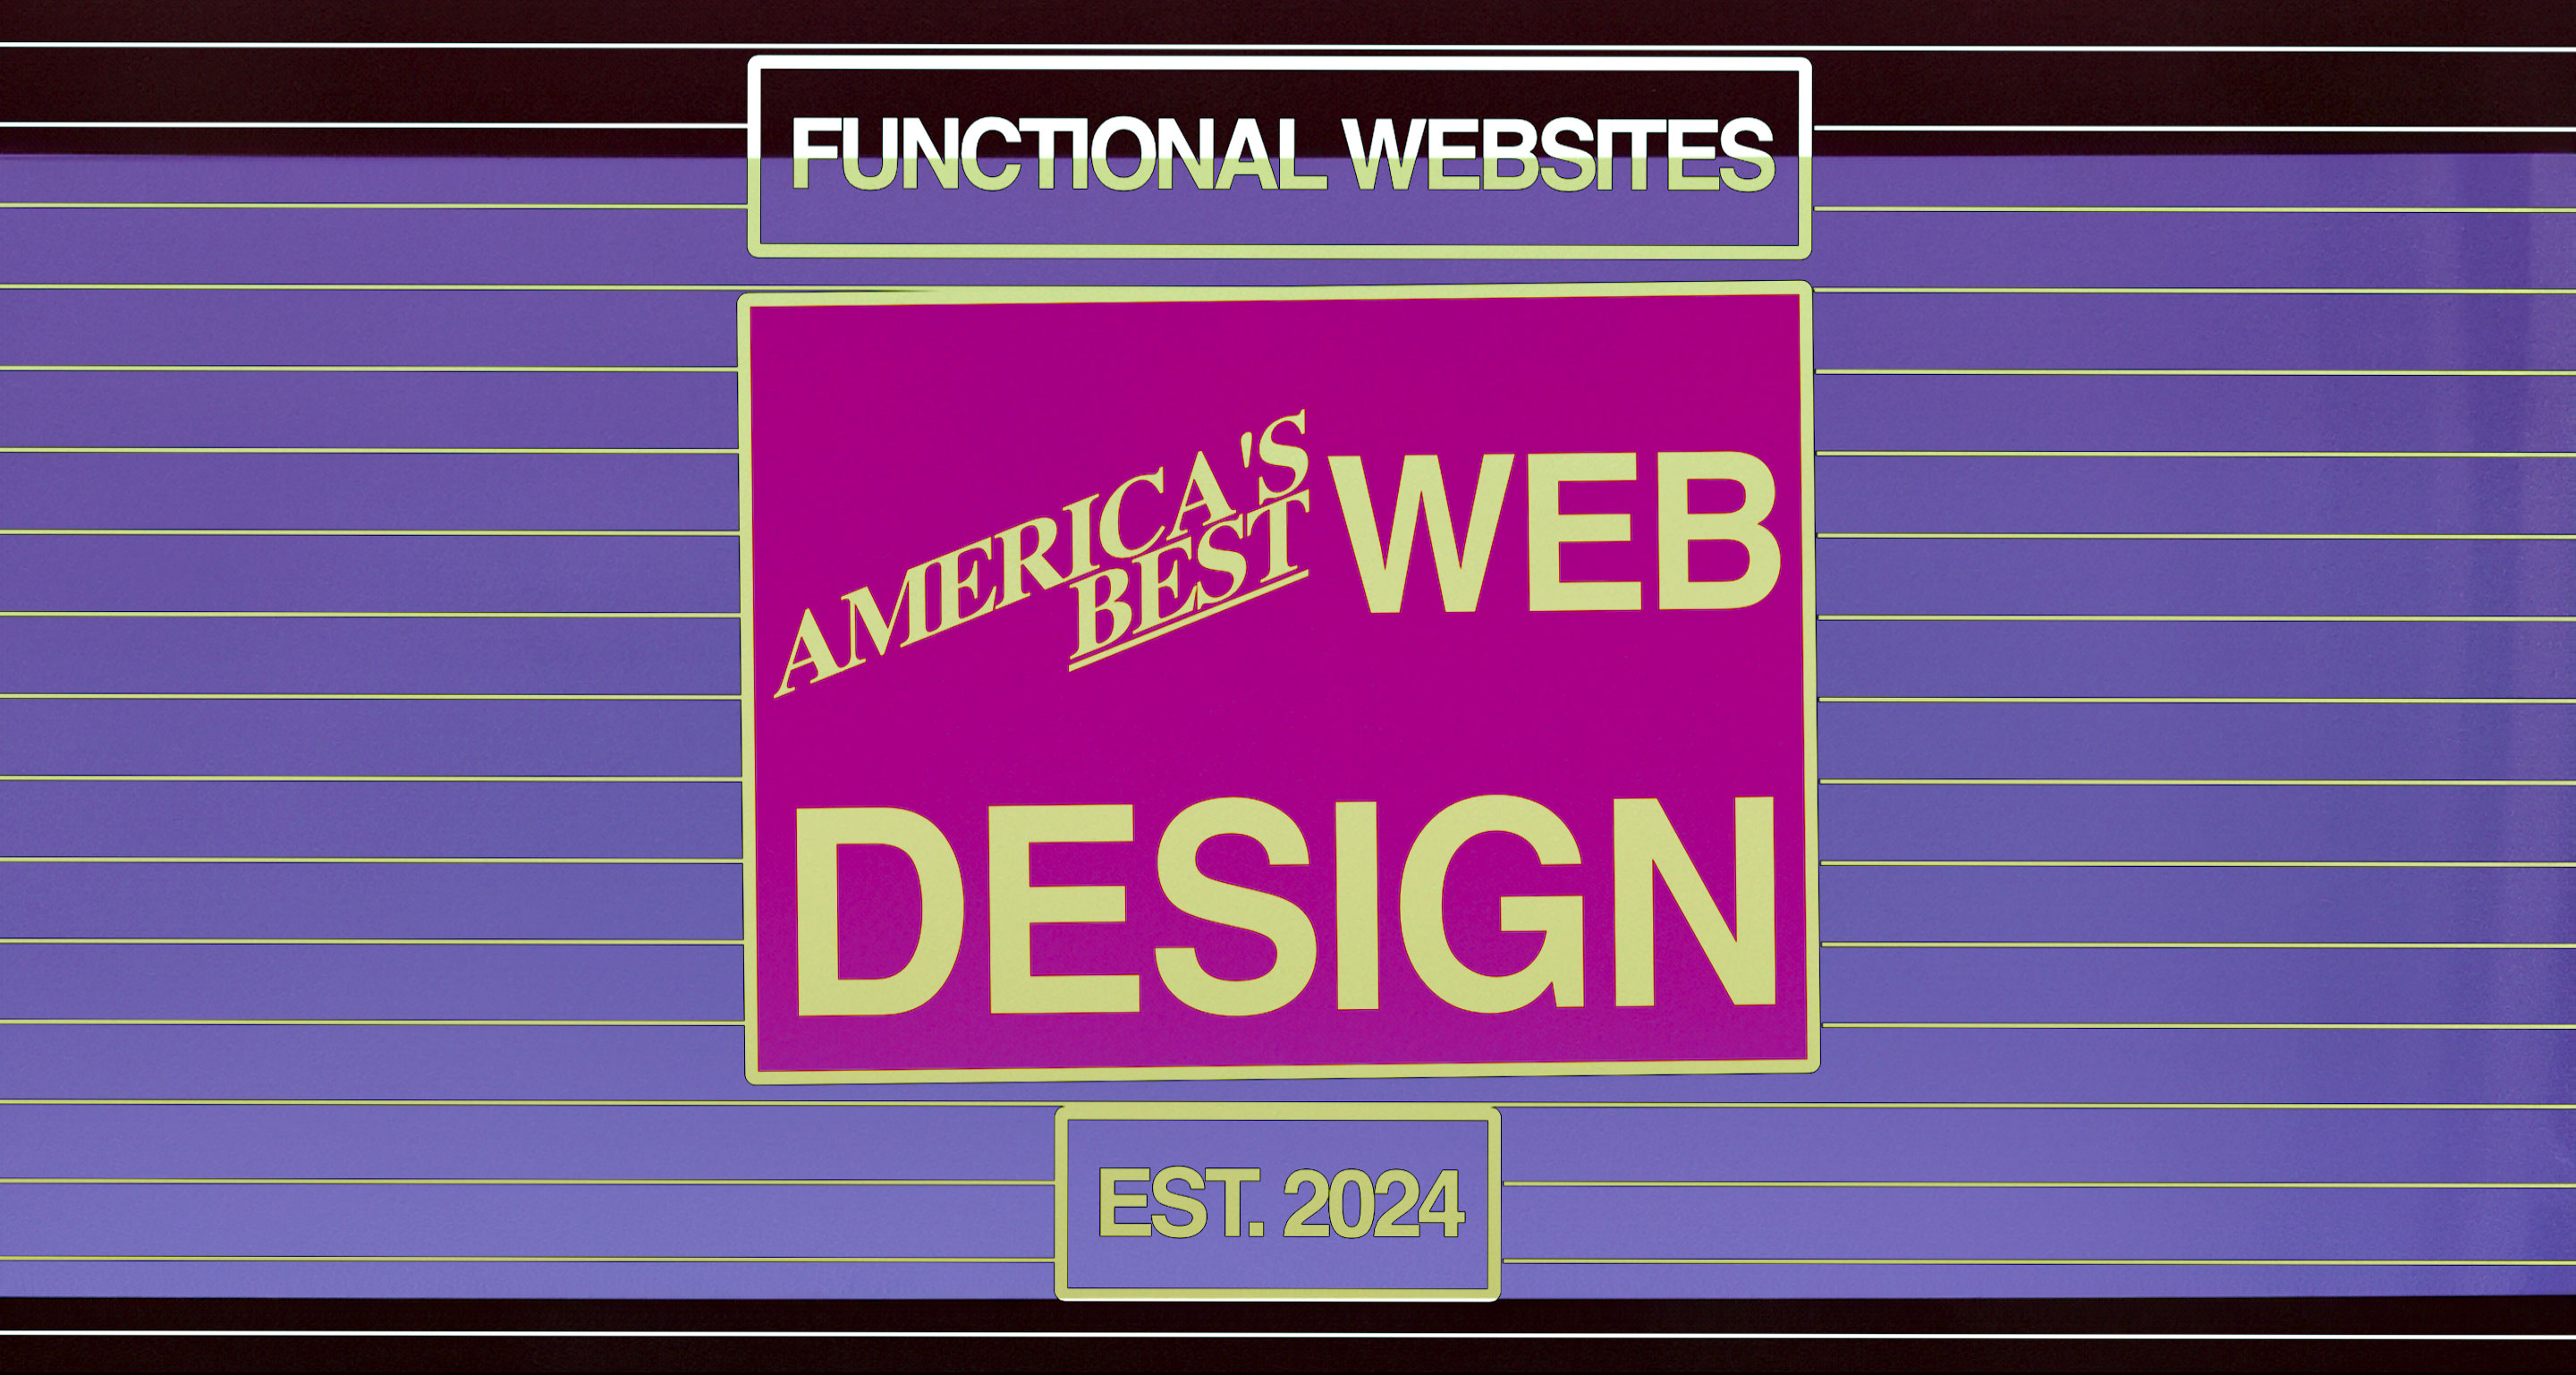 FUNCTIONAL WEBSITES
AMERICA'S
BEST
WEB
DESIGN
EST. 2024